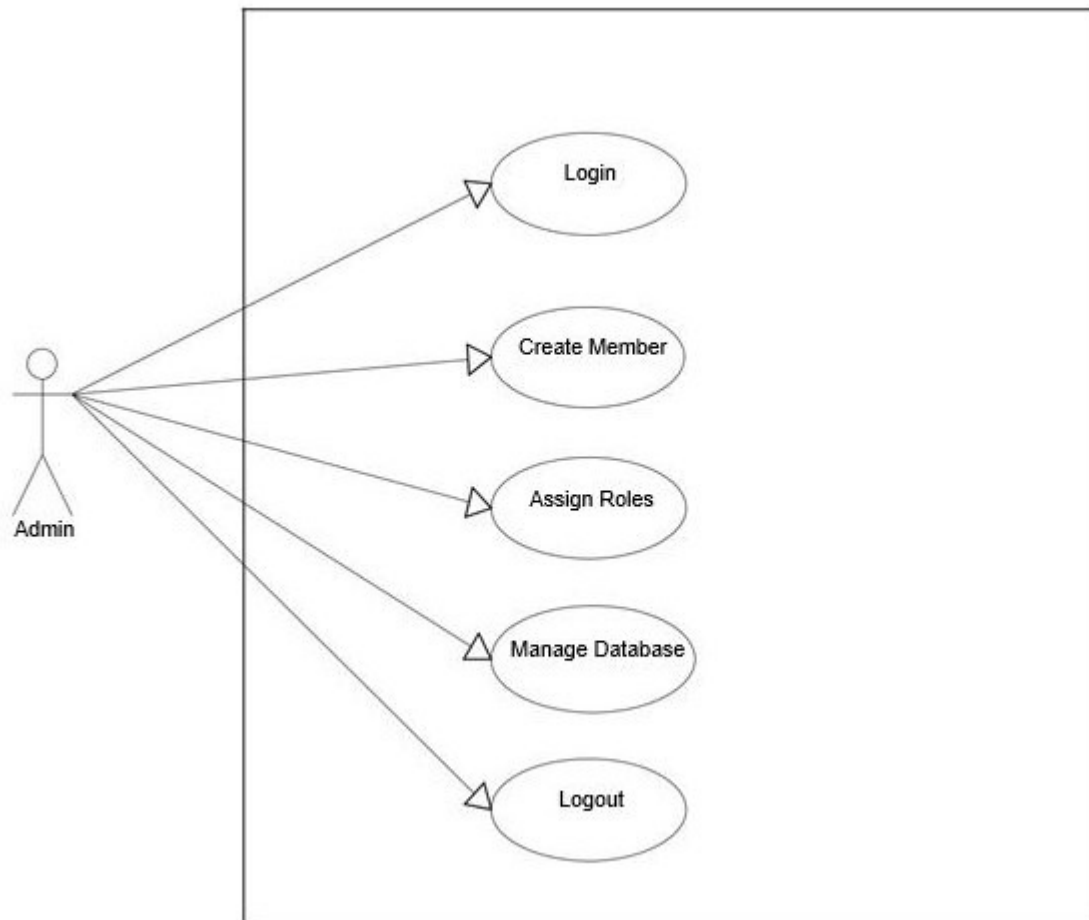 Login
Create Member
Admin
Assign Roles
Manage Database
Logout